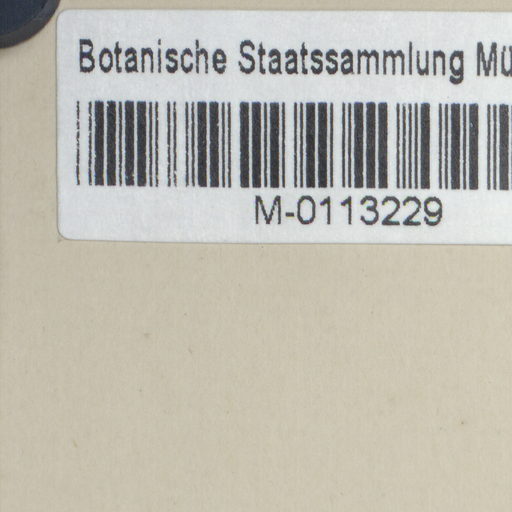 Botanische Staatssammlung Mü
M-0113229